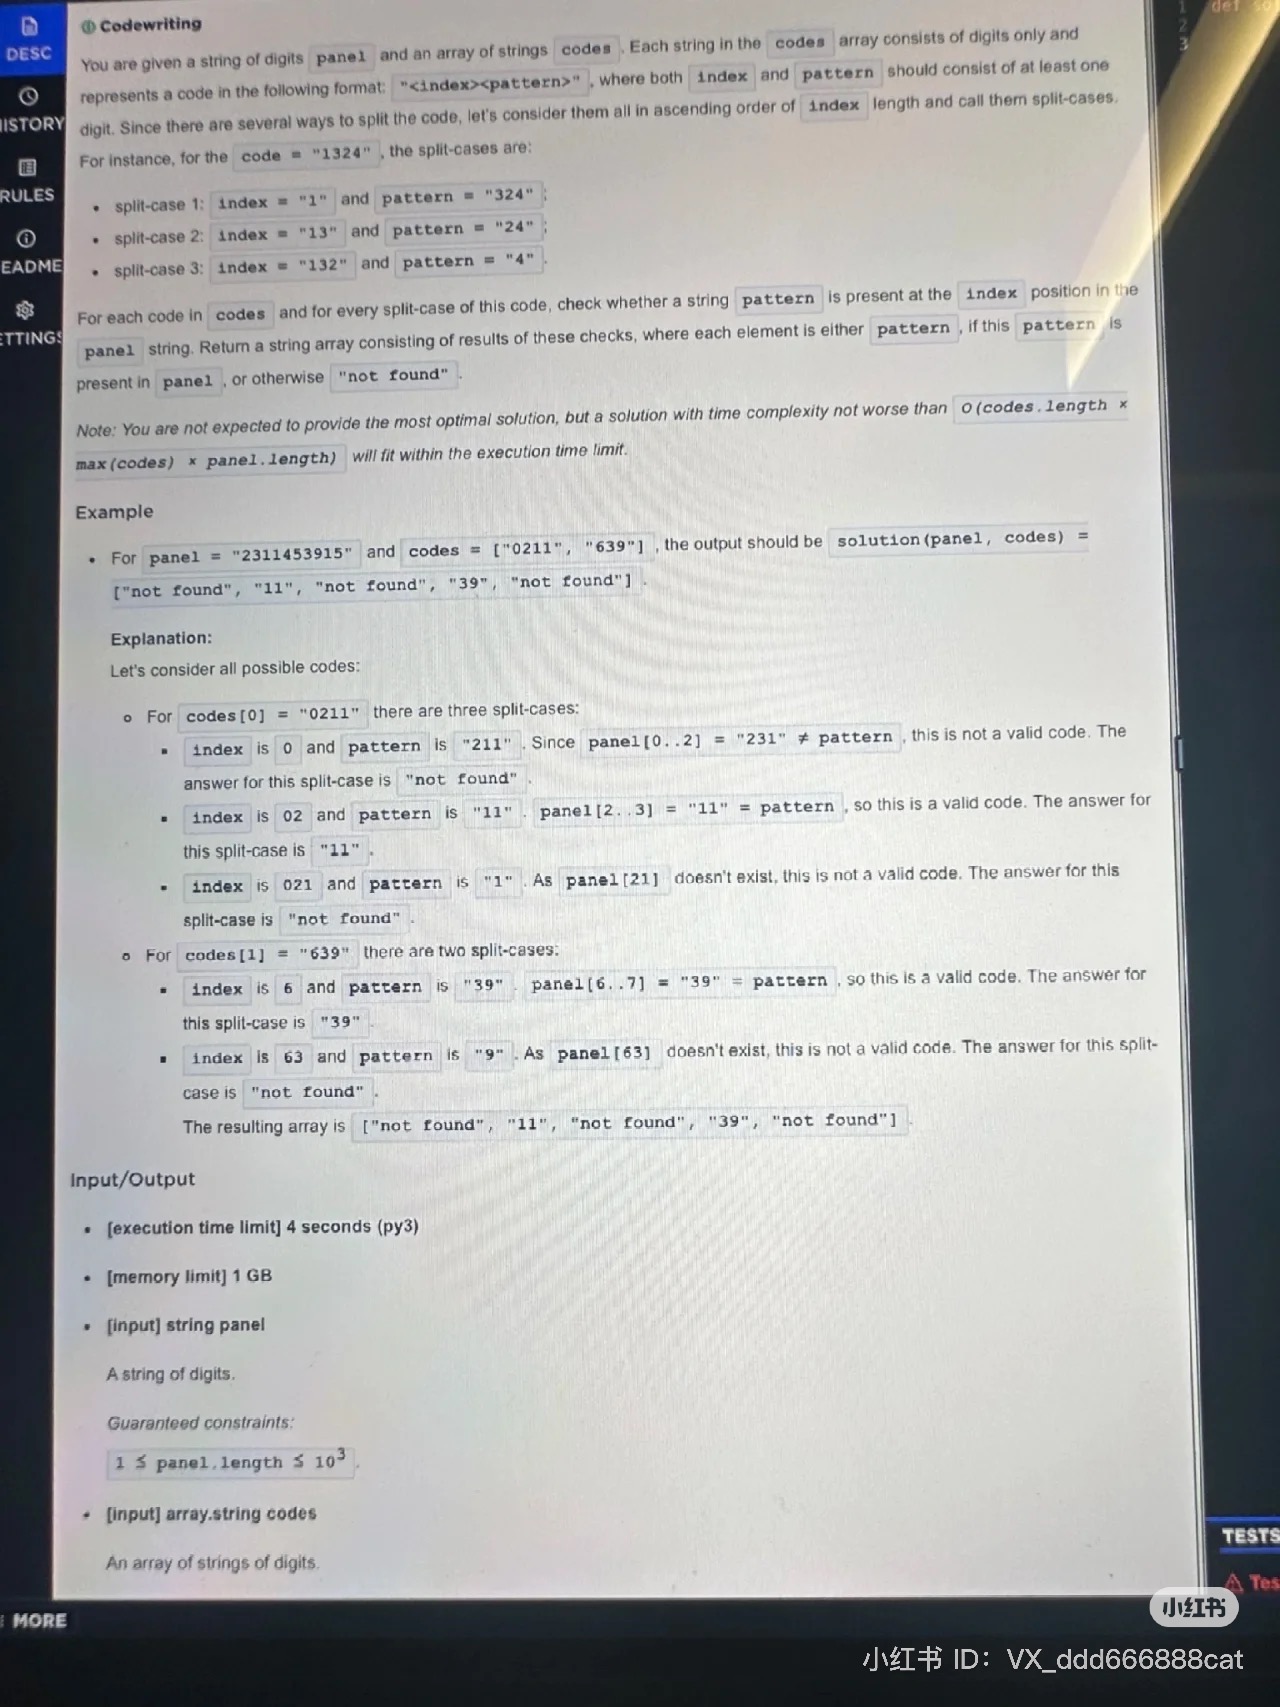 DESC
ISTORY
RULES
EADME
ETTINGS
MORE
Codewriting
You are given a string of digits panel and an array of strings codes . Each string in the codes array consists of digits only and
represents a code in the following format: "<index><pattern>" , where both index and pattern should consist of at least one
digit. Since there are several ways to split the code, let's consider them all in ascending order of index length and call them split-cases.
For instance, for the code = "1324" , the split-cases are:
• split-case 1: index = "1" and pattern = "324" ;
• split-case 2: index = "13" and pattern = "24" ;
• split-case 3: index = "132" and pattern = "4" .
For each code in codes and for every split-case of this code, check whether a string pattern is present at the index position in the
panel string. Return a string array consisting of results of these checks, where each element is either pattern , if this pattern is
present in panel , or otherwise "not found" .
Note: You are not expected to provide the most optimal solution, but a solution with time complexity not worse than O(codes.length ×
max(codes) × panel.length) will fit within the execution time limit.
Example
• For panel = "2311453915" and codes = ["0211", "639"] , the output should be solution(panel, codes) =
["not found", "11", "not found", "39", "not found"] .
Explanation:
Let's consider all possible codes:
○ For codes[0] = "0211" there are three split-cases:
▪ index is 0 and pattern is "211" . Since panel[0..2] = "231" ≠ pattern , this is not a valid code. The
answer for this split-case is "not found" .
▪ index is 02 and pattern is "11" . panel[2..3] = "11" = pattern , so this is a valid code. The answer for
this split-case is "11" .
▪ index is 021 and pattern is "1" . As panel[21] doesn't exist, this is not a valid code. The answer for this
split-case is "not found" .
○ For codes[1] = "639" there are two split-cases:
▪ index is 6 and pattern is "39" . panel[6..7] = "39" = pattern , so this is a valid code. The answer for
this split-case is "39" .
▪ index is 63 and pattern is "9" . As panel[63] doesn't exist, this is not a valid code. The answer for this split-
case is "not found" .
The resulting array is ["not found", "11", "not found", "39", "not found"] .
Input/Output
• [execution time limit] 4 seconds (py3)
• [memory limit] 1 GB
• [input] string panel
A string of digits.
Guaranteed constraints:
1 ≤ panel.length ≤ 10³ .
• [input] array.string codes
An array of strings of digits.
1 def so
2
3
TESTS
Tes
小红书
小红书 ID：VX_ddd666888cat